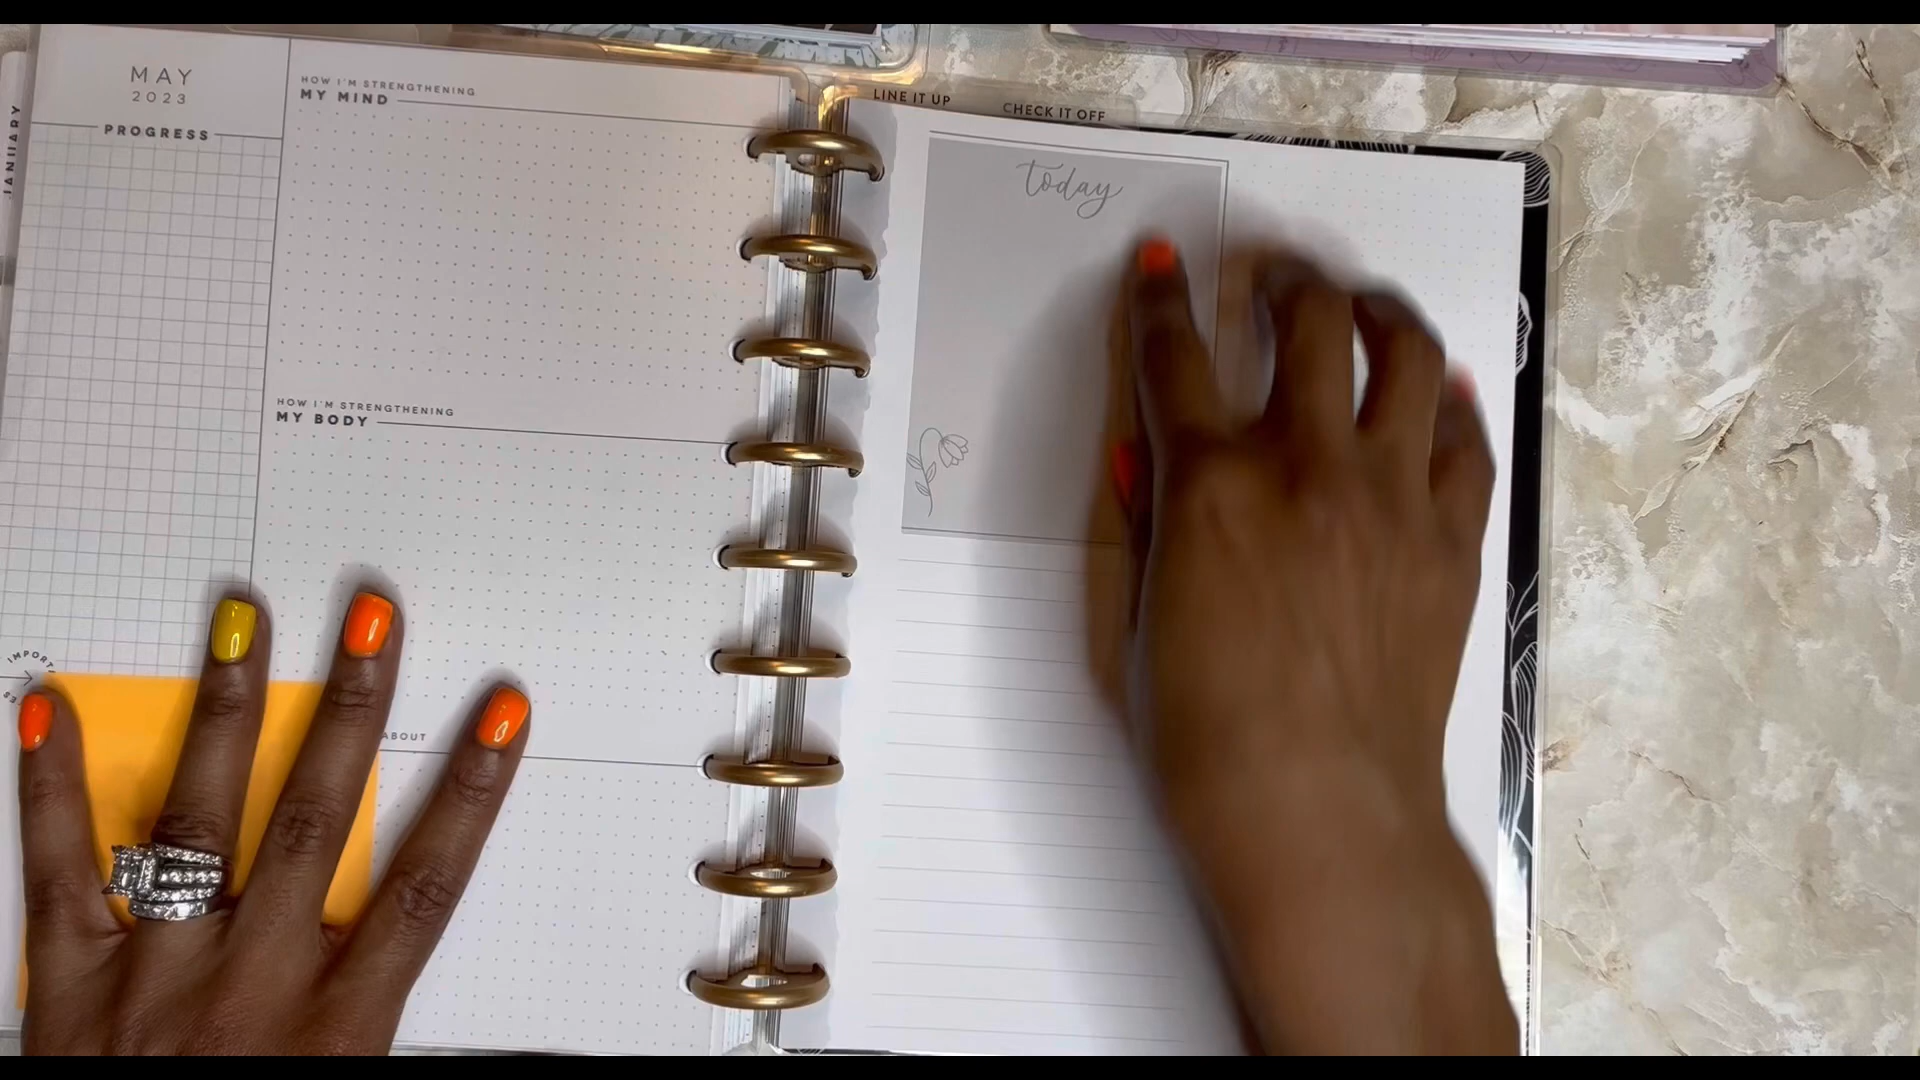 MAY
2023
PROGRESS
JANUARY
HOW I'M STRENGTHENING
MY MIND
HOW I'M STRENGTHENING
MY BODY
ABOUT
LINE IT UP
CHECK IT OFF
today